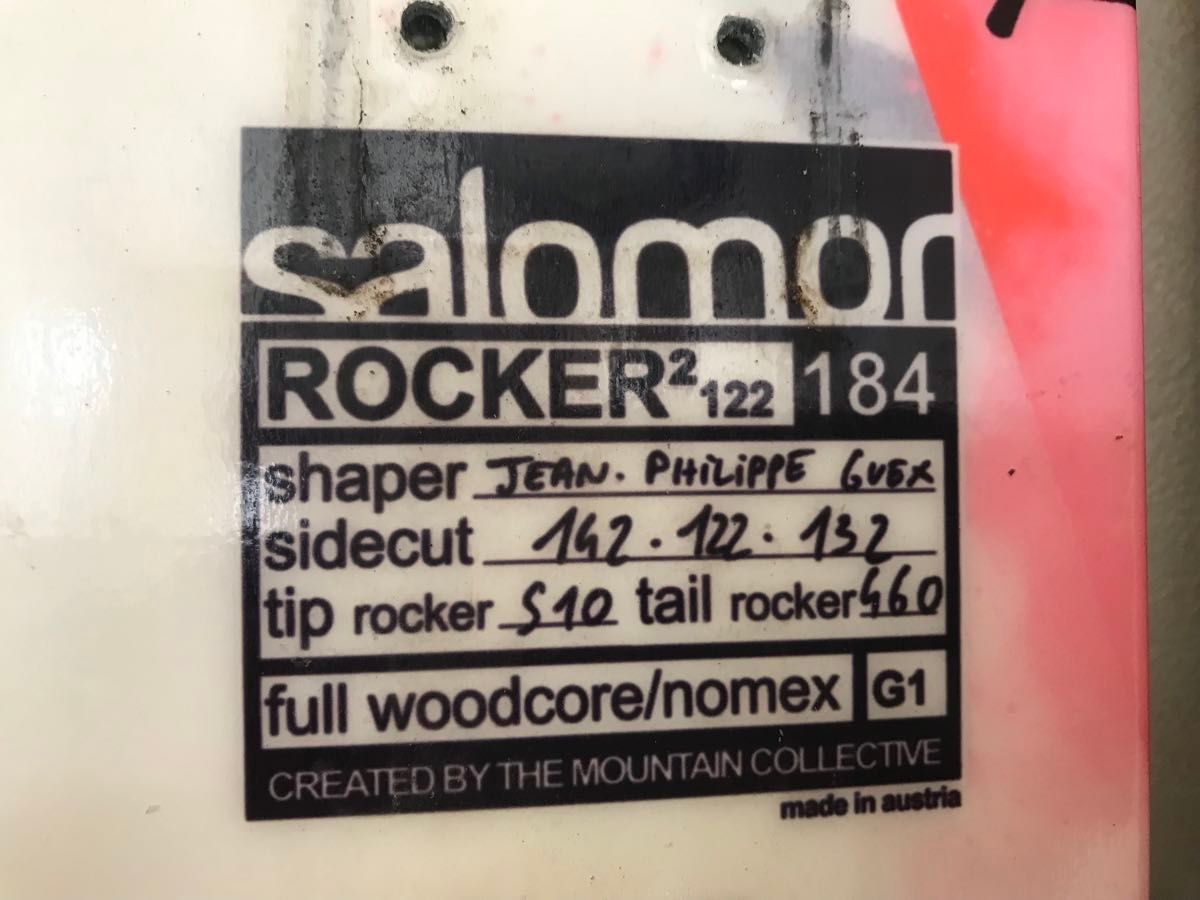 salomon
ROCKER² 122 184
shaper JEAN. PHILIPPE GUEX
sidecut 142 . 122 . 132
tip rocker 510 tail rocker 460
full woodcore/nomex G1
CREATED BY THE MOUNTAIN COLLECTIVE
made in austria